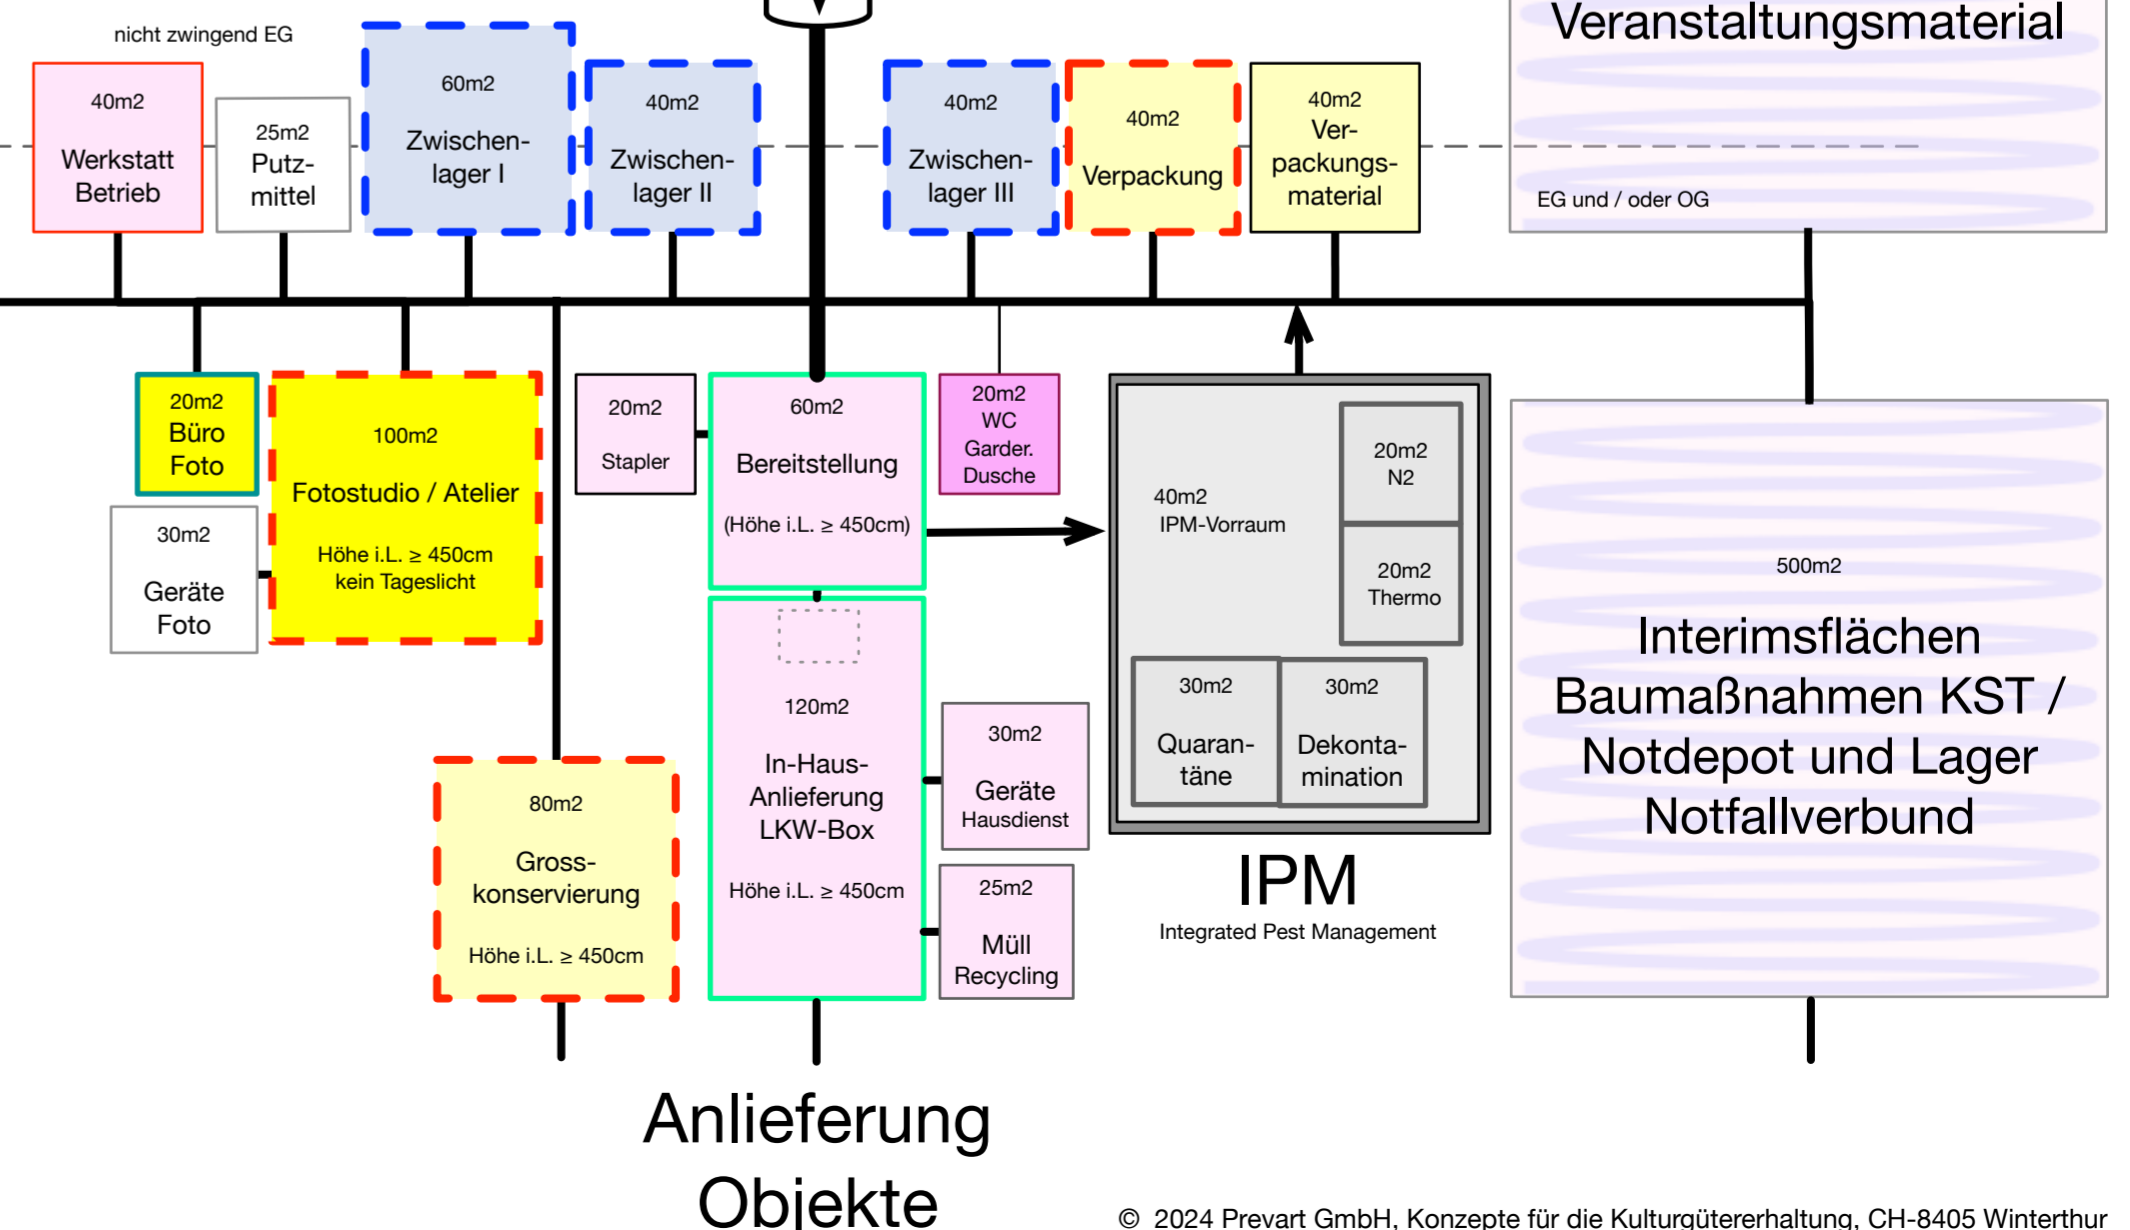 nicht zwingend EG
40m2
Werkstatt
Betrieb
25m2
Putz-
mittel
60m2
Zwischen-
lager I
40m2
Zwischen-
lager II
40m2
Zwischen-
lager III
40m2
Verpackung
40m2
Ver-
packungs-
material
Veranstaltungsmaterial
EG und / oder OG
20m2
Büro
Foto
30m2
Geräte
Foto
100m2
Fotostudio / Atelier
Höhe i.L. ≥ 450cm
kein Tageslicht
20m2
Stapler
60m2
Bereitstellung
(Höhe i.L. ≥ 450cm)
20m2
WC
Garder.
Dusche
40m2
IPM-Vorraum
20m2
N2
20m2
Thermo
30m2
Quaran-
täne
30m2
Dekonta-
mination
IPM
Integrated Pest Management
500m2
Interimsflächen
Baumaßnahmen KST /
Notdepot und Lager
Notfallverbund
80m2
Gross-
konservierung
Höhe i.L. ≥ 450cm
120m2
In-Haus-
Anlieferung
LKW-Box
Höhe i.L. ≥ 450cm
30m2
Geräte
Hausdienst
25m2
Müll
Recycling
Anlieferung
Objekte
© 2024 Prevart GmbH, Konzepte für die Kulturgütererhaltung, CH-8405 Winterthur